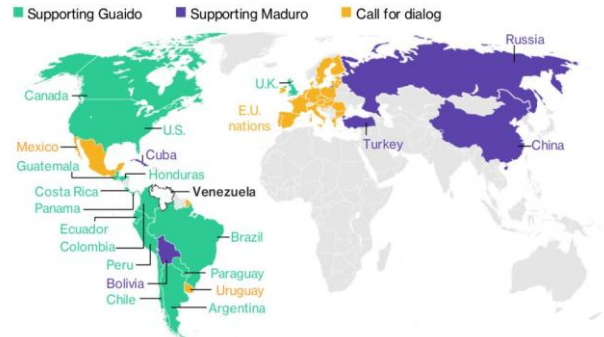 Supporting Guaido
Supporting Maduro
Call for dialog
Russia
Canada
U.K.
E.U.
nations
U.S.
Mexico
Cuba
Turkey
China
Guatemala
Honduras
Costa Rica
Venezuela
Panama
Ecuador
Colombia
Brazil
Peru
Paraguay
Bolivia
Uruguay
Chile
Argentina